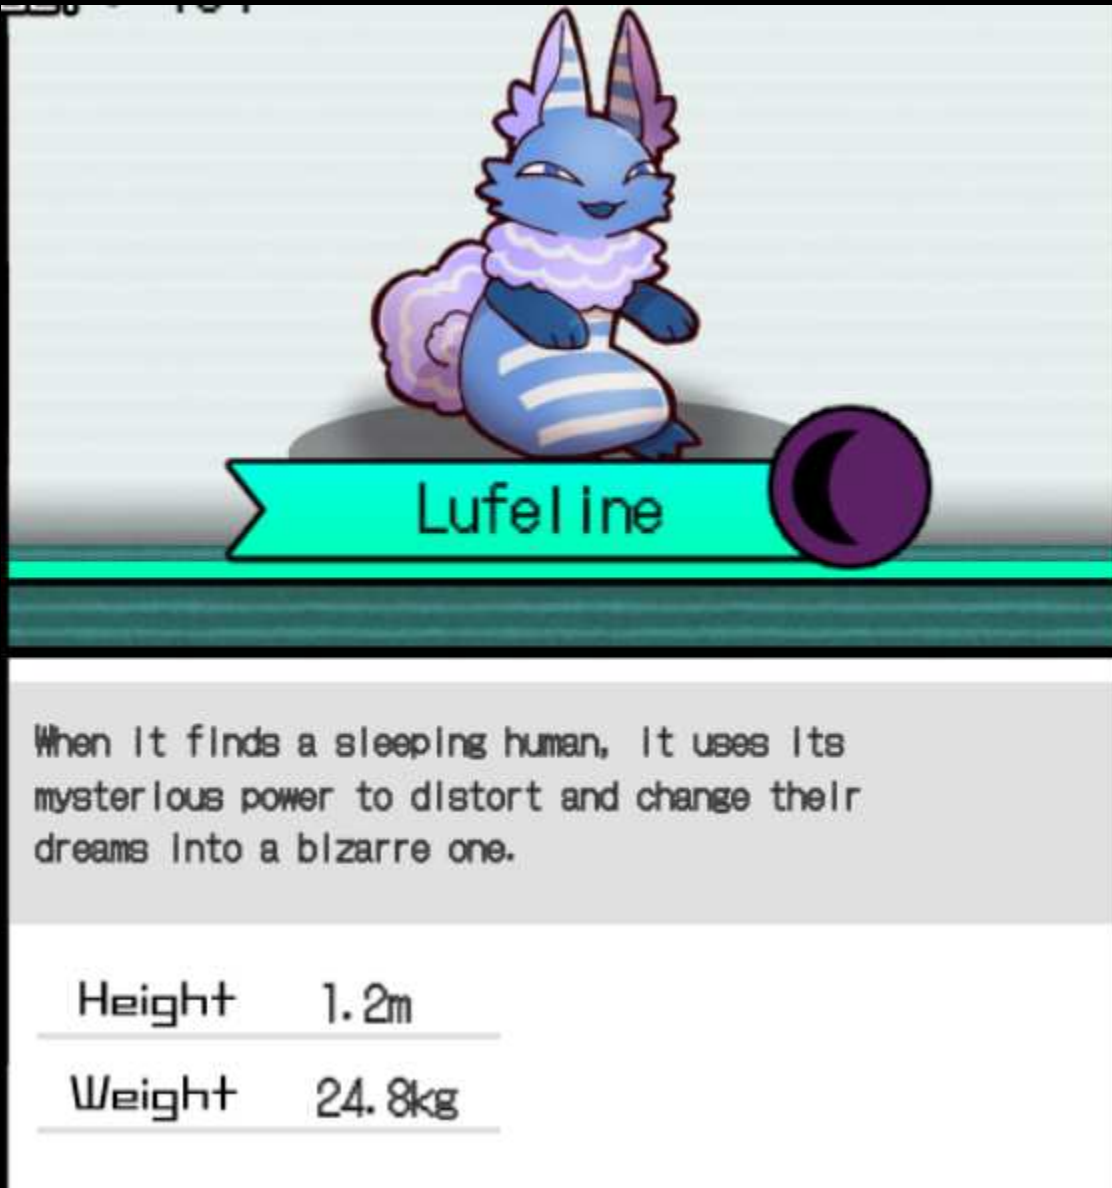 Lufeline
When it finds a sleeping human, it uses its
mysterious power to distort and change their
dreams into a bizarre one.
Height 1.2m
Weight 24.8kg